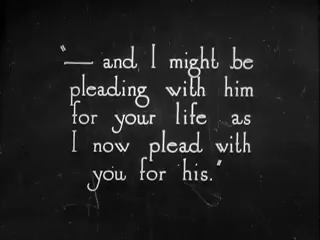 "— and I might be
pleading with him
for your life as
I now plead with
you for his."